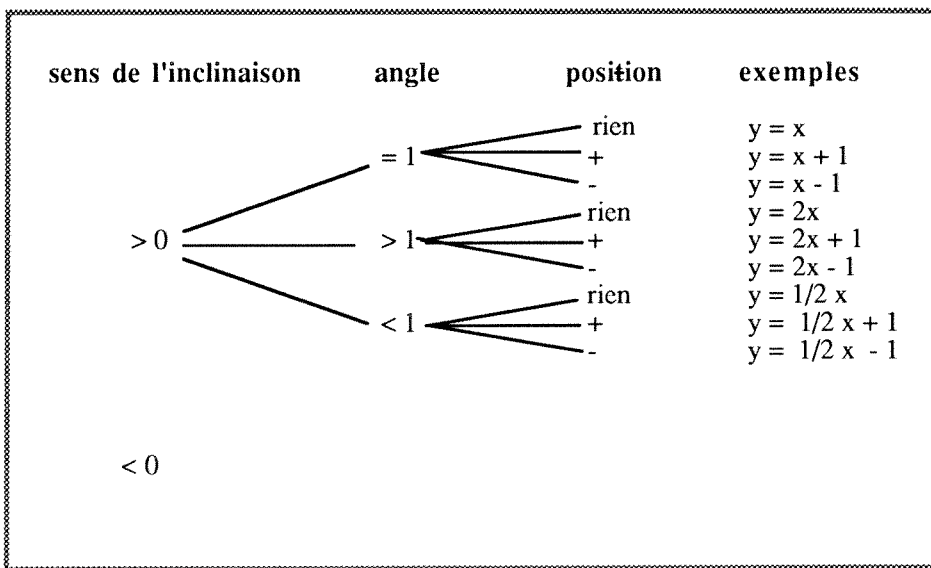 sens de l'inclinaison angle position exemples
rien y = x
= 1 + y = x + 1
- y = x - 1
rien y = 2x
> 0 > 1 + y = 2x + 1
- y = 2x - 1
rien y = 1/2 x
< 1 + y = 1/2 x + 1
- y = 1/2 x - 1
< 0